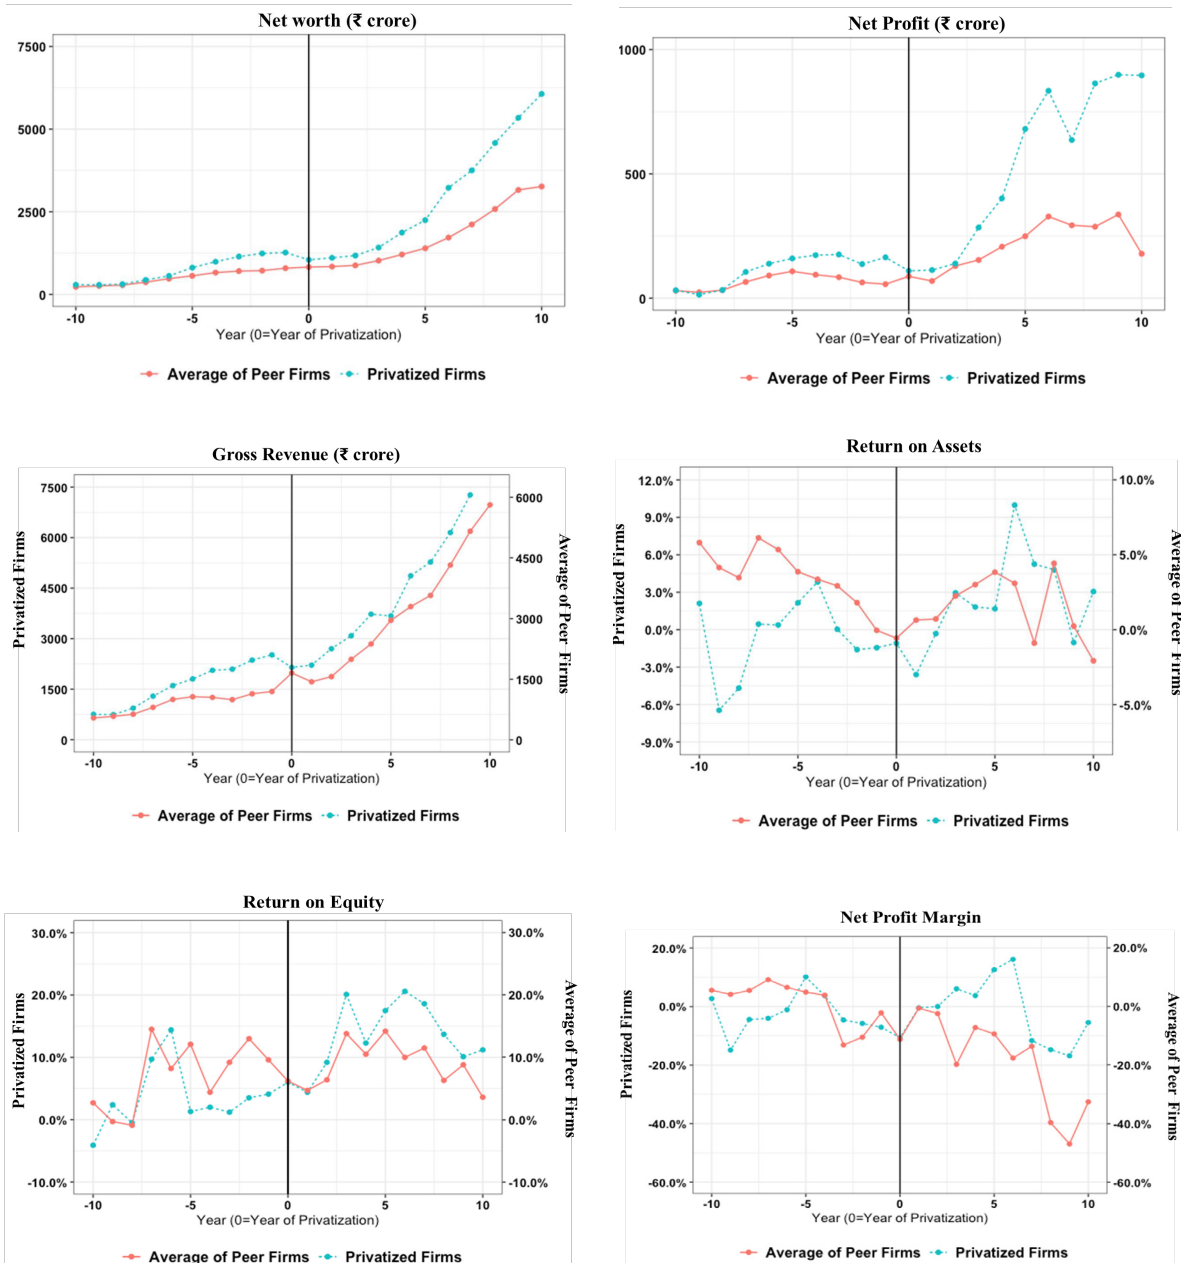 Net worth (₹ crore)
7500
5000
2500
0
-10 -5 0 5 10
Year (0=Year of Privatization)
Average of Peer Firms Privatized Firms
Net Profit (₹ crore)
1000
500
0
-10 -5 0 5 10
Year (0=Year of Privatization)
Average of Peer Firms Privatized Firms
Gross Revenue (₹ crore)
Privatized Firms
7500
6000
4500
3000
1500
0
6000
4500
3000
1500
0
Average of Peer Firms
-10 -5 0 5 10
Year (0=Year of Privatization)
Average of Peer Firms Privatized Firms
Return on Assets
Privatized Firms
12.0%
9.0%
6.0%
3.0%
0.0%
-3.0%
-6.0%
-9.0%
10.0%
5.0%
0.0%
-5.0%
Average of Peer Firms
-10 -5 0 5 10
Year (0=Year of Privatization)
Average of Peer Firms Privatized Firms
Return on Equity
Privatized Firms
30.0%
20.0%
10.0%
0.0%
-10.0%
30.0%
20.0%
10.0%
0.0%
-10.0%
Average of Peer Firms
-10 -5 0 5 10
Year (0=Year of Privatization)
Average of Peer Firms Privatized Firms
Net Profit Margin
Privatized Firms
20.0%
0.0%
-20.0%
-40.0%
-60.0%
20.0%
0.0%
-20.0%
-40.0%
-60.0%
Average of Peer Firms
-10 -5 0 5 10
Year (0=Year of Privatization)
Average of Peer Firms Privatized Firms